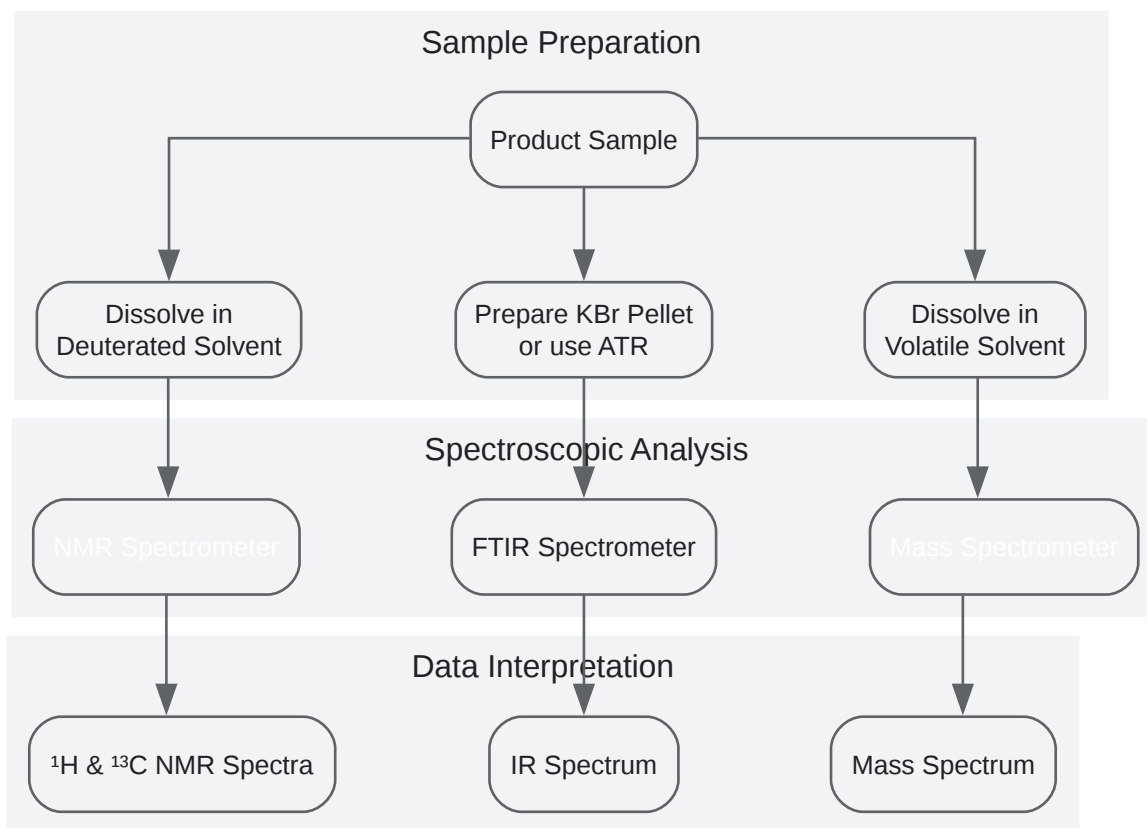 Sample Preparation
Product Sample
Dissolve in
Deuterated Solvent
Prepare KBr Pellet
or use ATR
Dissolve in
Volatile Solvent
Spectroscopic Analysis
NMR Spectrometer
FTIR Spectrometer
Mass Spectrometer
Data Interpretation
¹H & ¹³C NMR Spectra
IR Spectrum
Mass Spectrum